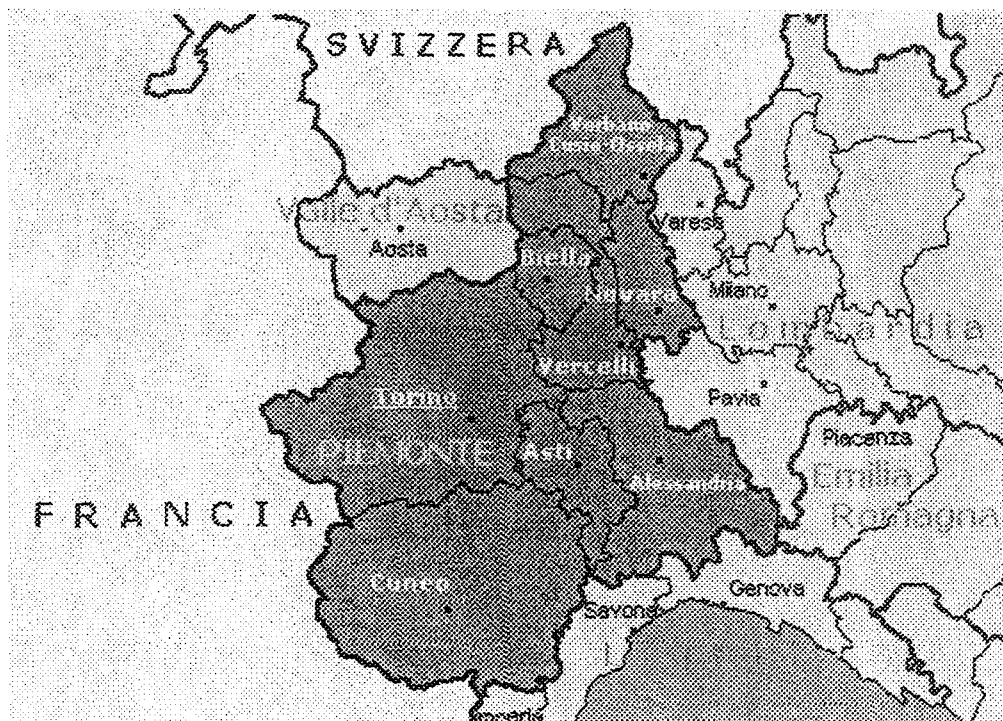 SVIZZERA
Valle d'Aosta
Aosta
Varese
Biella
Novara
Milano
Lombardia
Vercelli
Torino
Pavia
PIEMONTE
Asti
Piacenza
Alessandria
Emilia
Romagna
FRANCIA
Cuneo
Savona
Genova
Imperia